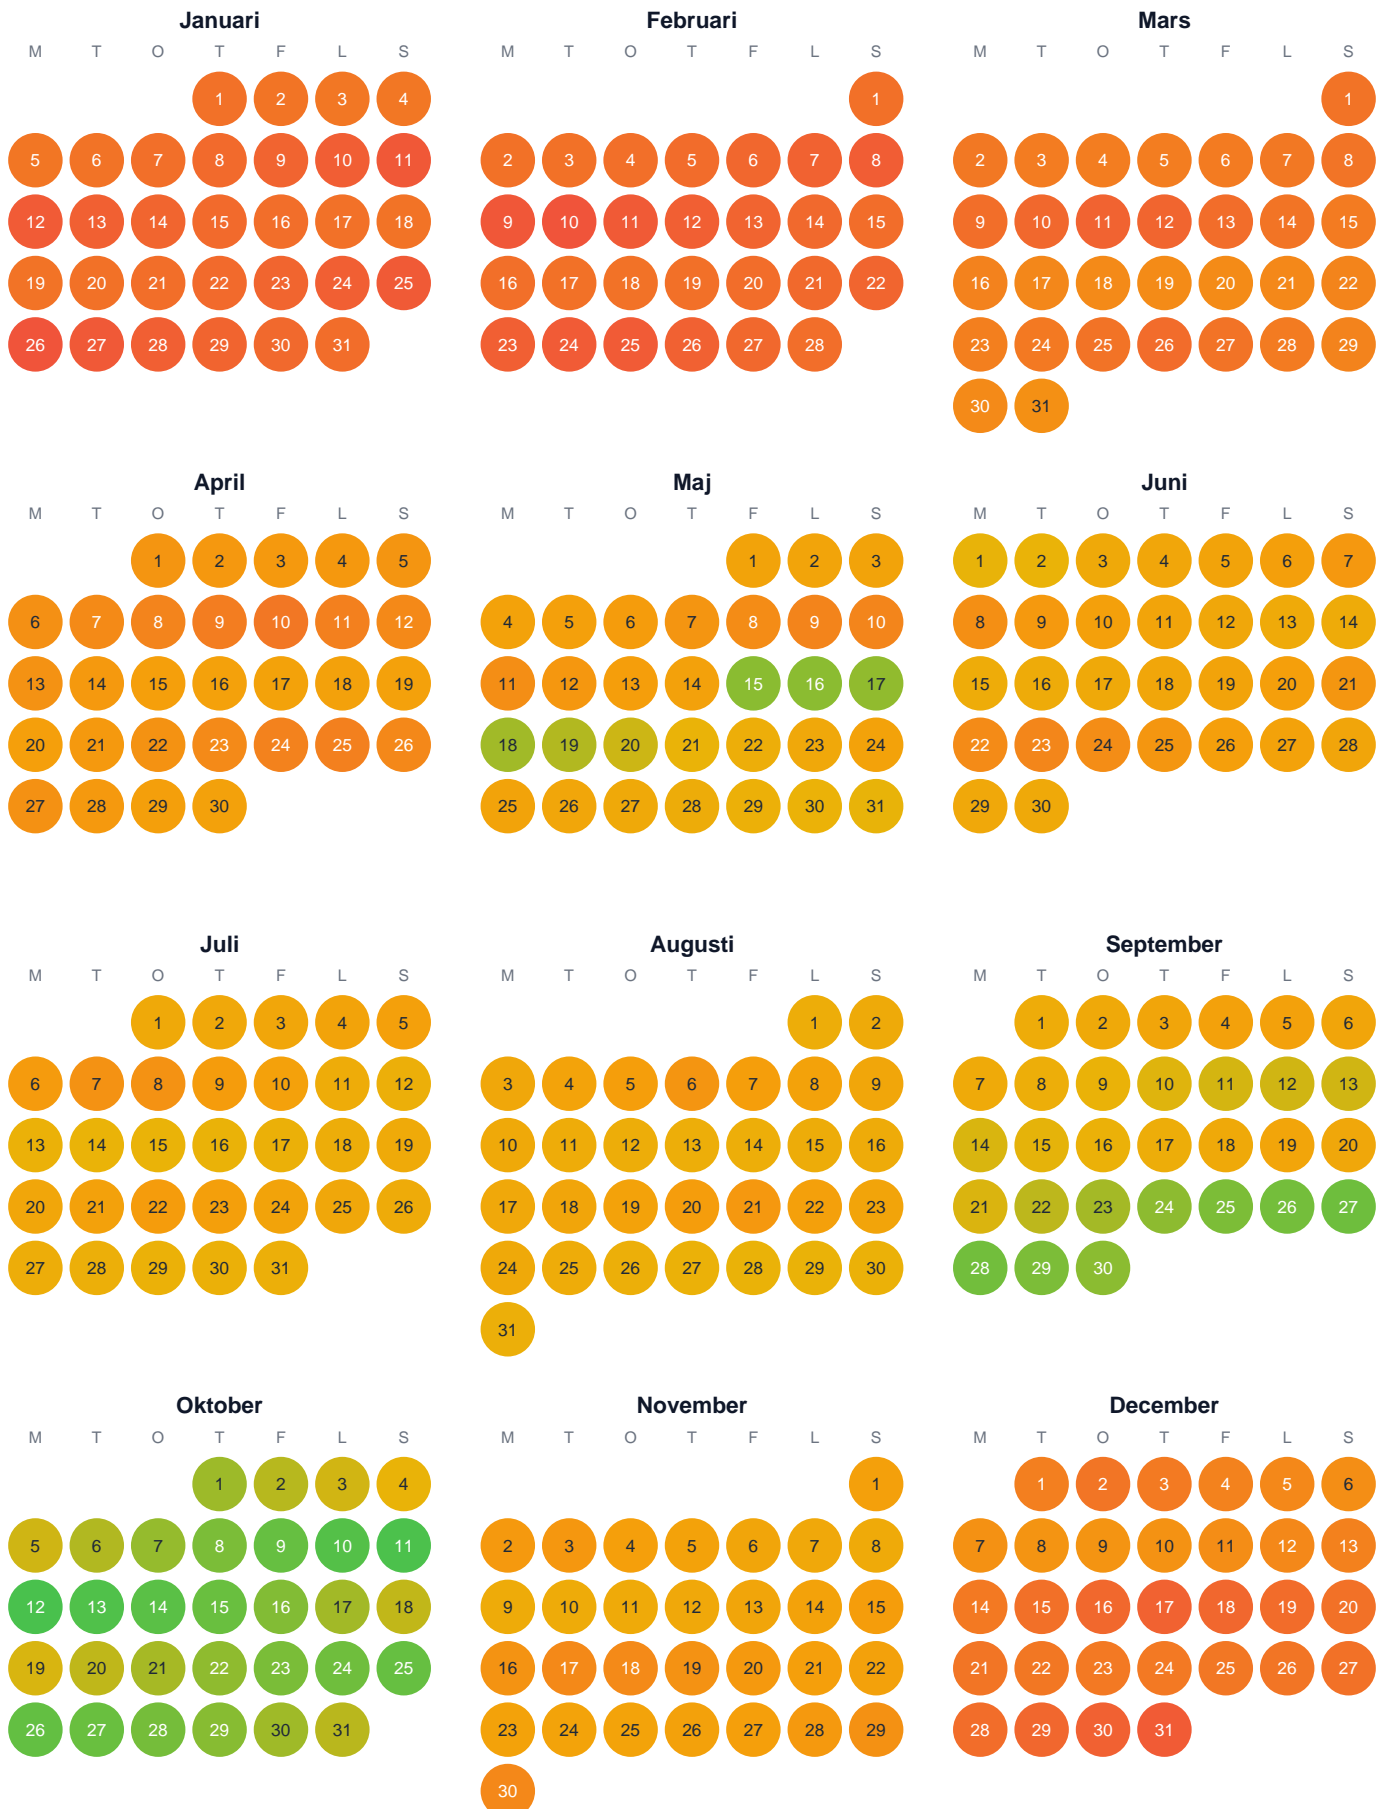 Januari Februari Mars
M T O T F L S M T O T F L S M T O T F L S
1 2 3 4 1 1
5 6 7 8 9 10 11 2 3 4 5 6 7 8 2 3 4 5 6 7 8
12 13 14 15 16 17 18 9 10 11 12 13 14 15 9 10 11 12 13 14 15
19 20 21 22 23 24 25 16 17 18 19 20 21 22 16 17 18 19 20 21 22
26 27 28 29 30 31 23 24 25 26 27 28 23 24 25 26 27 28 29
30 31
April Maj Juni
M T O T F L S M T O T F L S M T O T F L S
1 2 3 4 5 1 2 3 1 2 3 4 5 6 7
6 7 8 9 10 11 12 4 5 6 7 8 9 10 8 9 10 11 12 13 14
13 14 15 16 17 18 19 11 12 13 14 15 16 17 15 16 17 18 19 20 21
20 21 22 23 24 25 26 18 19 20 21 22 23 24 22 23 24 25 26 27 28
27 28 29 30 25 26 27 28 29 30 31 29 30
Juli Augusti September
M T O T F L S M T O T F L S M T O T F L S
1 2 3 4 5 1 2 1 2 3 4 5 6
6 7 8 9 10 11 12 3 4 5 6 7 8 9 7 8 9 10 11 12 13
13 14 15 16 17 18 19 10 11 12 13 14 15 16 14 15 16 17 18 19 20
20 21 22 23 24 25 26 17 18 19 20 21 22 23 21 22 23 24 25 26 27
27 28 29 30 31 24 25 26 27 28 29 30 28 29 30
31
Oktober November December
M T O T F L S M T O T F L S M T O T F L S
1 2 3 4 1 1 2 3 4 5 6
5 6 7 8 9 10 11 2 3 4 5 6 7 8 7 8 9 10 11 12 13
12 13 14 15 16 17 18 9 10 11 12 13 14 15 14 15 16 17 18 19 20
19 20 21 22 23 24 25 16 17 18 19 20 21 22 21 22 23 24 25 26 27
26 27 28 29 30 31 23 24 25 26 27 28 29 28 29 30 31
30